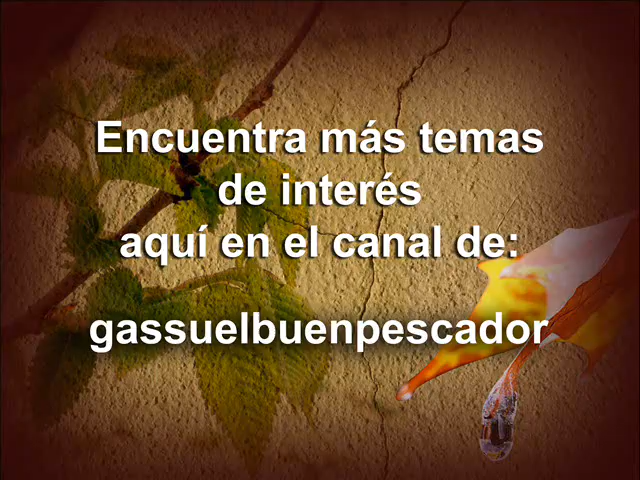 Encuentra más temas
de interés
aquí en el canal de:
gassuelbuenpescador